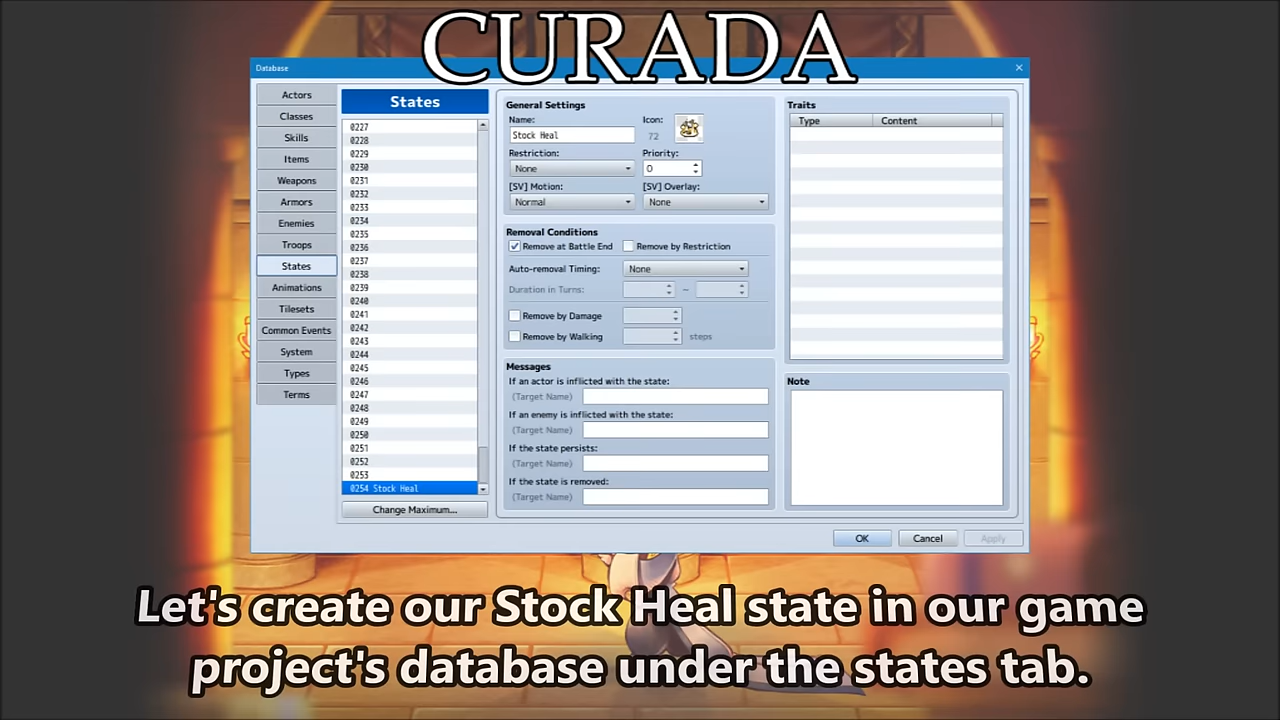 CURADA
Database
Actors
Classes
Skills
Items
Weapons
Armors
Enemies
Troops
States
Animations
Tilesets
Common Events
System
Types
Terms
States
0227
0228
0229
0230
0231
0232
0233
0234
0235
0236
0237
0238
0239
0240
0241
0242
0243
0244
0245
0246
0247
0248
0249
0250
0251
0252
0253
0254 Stock Heal
Change Maximum...
General Settings
Name: Icon:
Stock Heal 72
Restriction: Priority:
None 0
[SV] Motion: [SV] Overlay:
Normal None
Removal Conditions
Remove at Battle End Remove by Restriction
Auto-removal Timing: None
Duration in Turns: ~
Remove by Damage
Remove by Walking steps
Messages
If an actor is inflicted with the state:
(Target Name)
If an enemy is inflicted with the state:
(Target Name)
If the state persists:
(Target Name)
If the state is removed:
(Target Name)
Traits
Type Content
Note
OK Cancel Apply
Let's create our Stock Heal state in our game
project's database under the states tab.